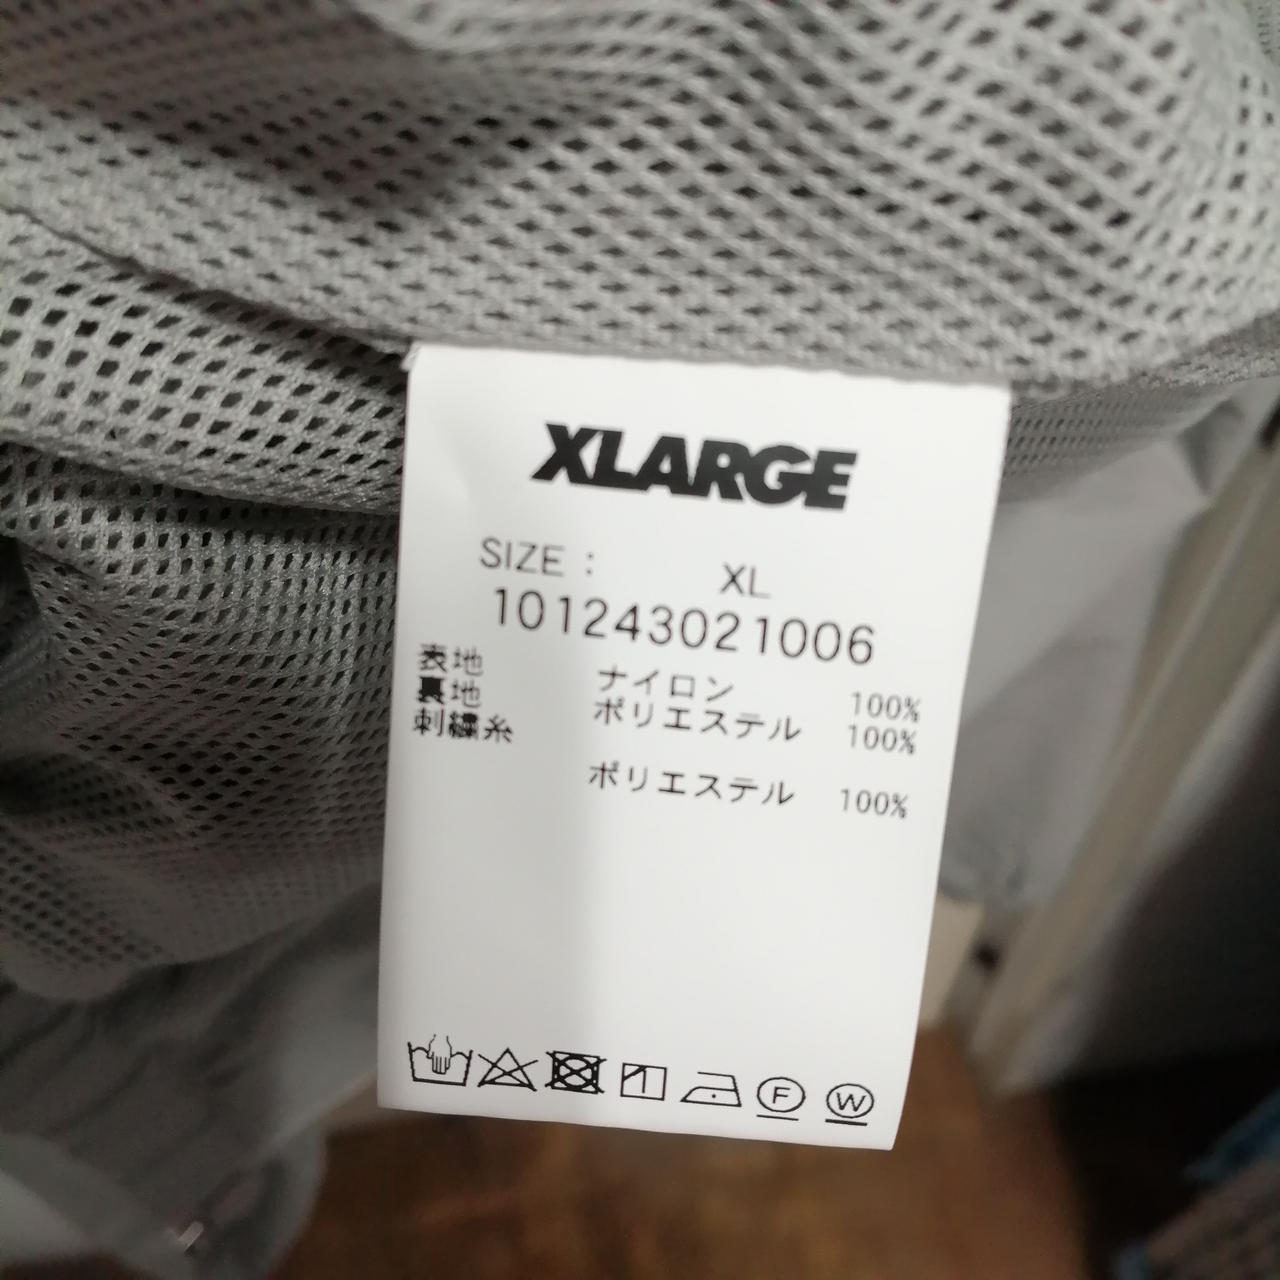 XLARGE
SIZE : XL
101243021006
表地 ナイロン 100%
裏地 ポリエステル 100%
刺繍糸
ポリエステル 100%
F W